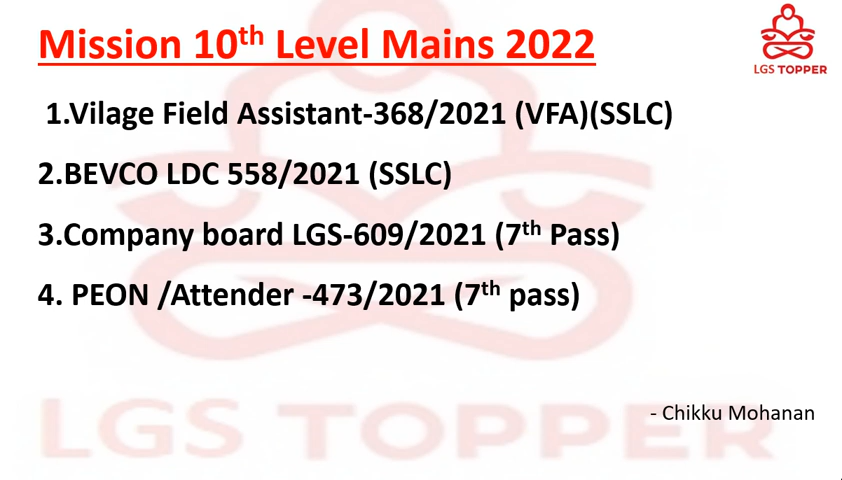 Mission 10th Level Mains 2022
LGS TOPPER
1.Vilage Field Assistant-368/2021 (VFA)(SSLC)
2.BEVCO LDC 558/2021 (SSLC)
3.Company board LGS-609/2021 (7th Pass)
4. PEON /Attender -473/2021 (7th pass)
- Chikku Mohanan
LGS TOPPER